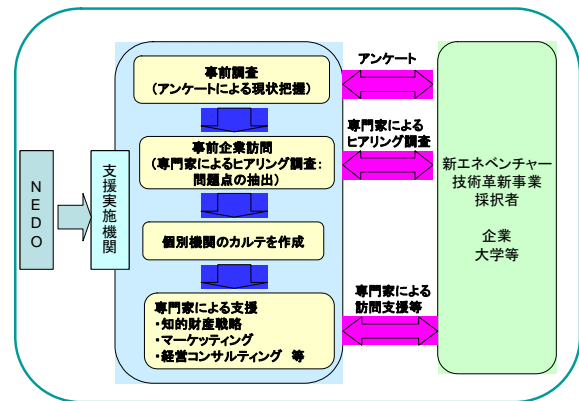 NEDO
支援実施機関
事前調査
(アンケートによる現状把握)
事前企業訪問
(専門家によるヒアリング調査:
問題点の抽出)
個別機関のカルテを作成
専門家による支援
・知的財産戦略
・マーケッティング
・経営コンサルティング 等
アンケート
専門家による
ヒアリング調査
専門家による
訪問支援等
新エネベンチャー
技術革新事業
採択者
企業
大学等